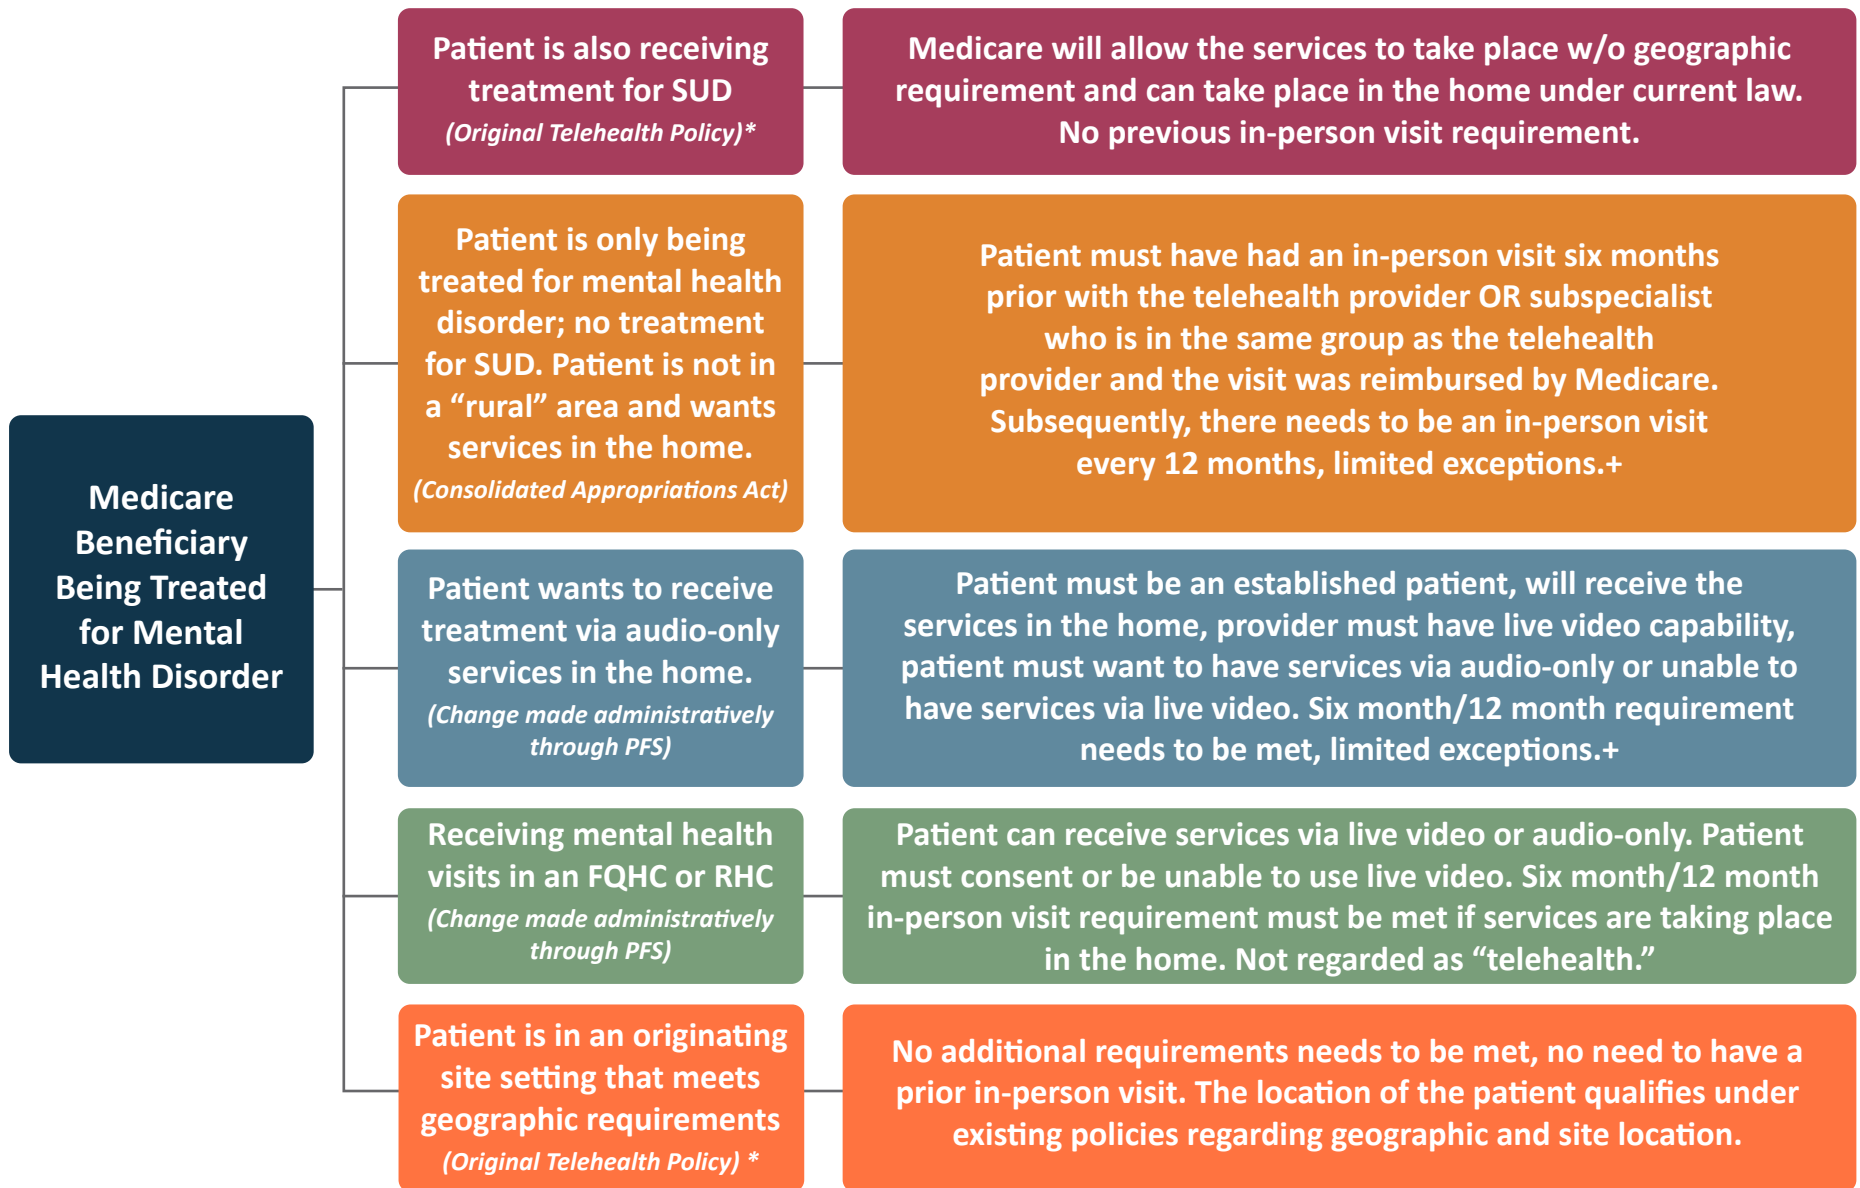 Medicare
Beneficiary
Being Treated
for Mental
Health Disorder
Patient is also receiving
treatment for SUD
(Original Telehealth Policy)*
Medicare will allow the services to take place w/o geographic
requirement and can take place in the home under current law.
No previous in-person visit requirement.
Patient is only being
treated for mental health
disorder; no treatment
for SUD. Patient is not in
a “rural” area and wants
services in the home.
(Consolidated Appropriations Act)
Patient must have had an in-person visit six months
prior with the telehealth provider OR subspecialist
who is in the same group as the telehealth
provider and the visit was reimbursed by Medicare.
Subsequently, there needs to be an in-person visit
every 12 months, limited exceptions.+
Patient wants to receive
treatment via audio-only
services in the home.
(Change made administratively
through PFS)
Patient must be an established patient, will receive the
services in the home, provider must have live video capability,
patient must want to have services via audio-only or unable to
have services via live video. Six month/12 month requirement
needs to be met, limited exceptions.+
Receiving mental health
visits in an FQHC or RHC
(Change made administratively
through PFS)
Patient can receive services via live video or audio-only. Patient
must consent or be unable to use live video. Six month/12 month
in-person visit requirement must be met if services are taking place
in the home. Not regarded as “telehealth.”
Patient is in an originating
site setting that meets
geographic requirements
(Original Telehealth Policy) *
No additional requirements needs to be met, no need to have a
prior in-person visit. The location of the patient qualifies under
existing policies regarding geographic and site location.